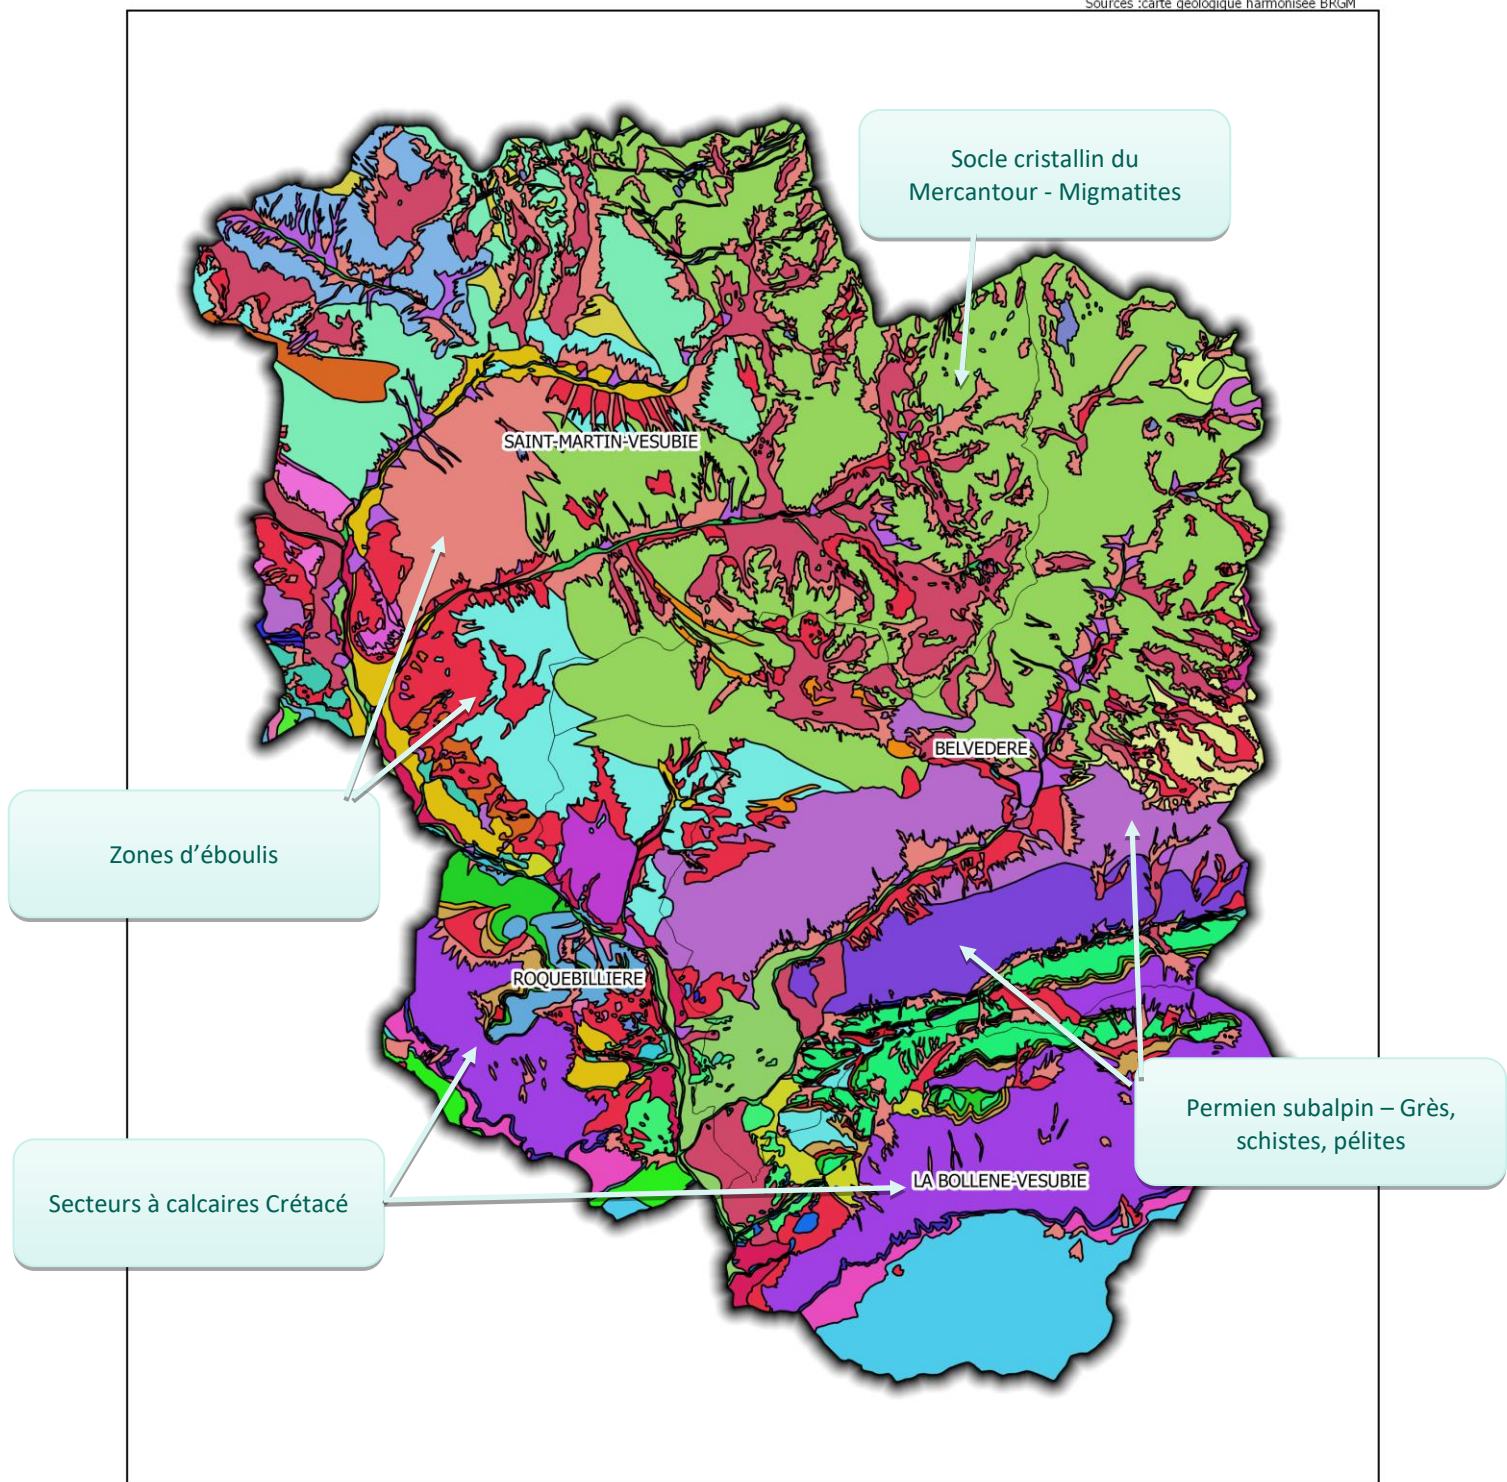 Sources :carte géologique harmonisée BRGM
Socle cristallin du
Mercantour - Migmatites
SAINT-MARTIN-VESUBIE
BELVEDERE
Zones d’éboulis
ROQUEBILLIERE
Permien subalpin – Grès,
schistes, pélites
LA BOLLENE-VESUBIE
Secteurs à calcaires Crétacé